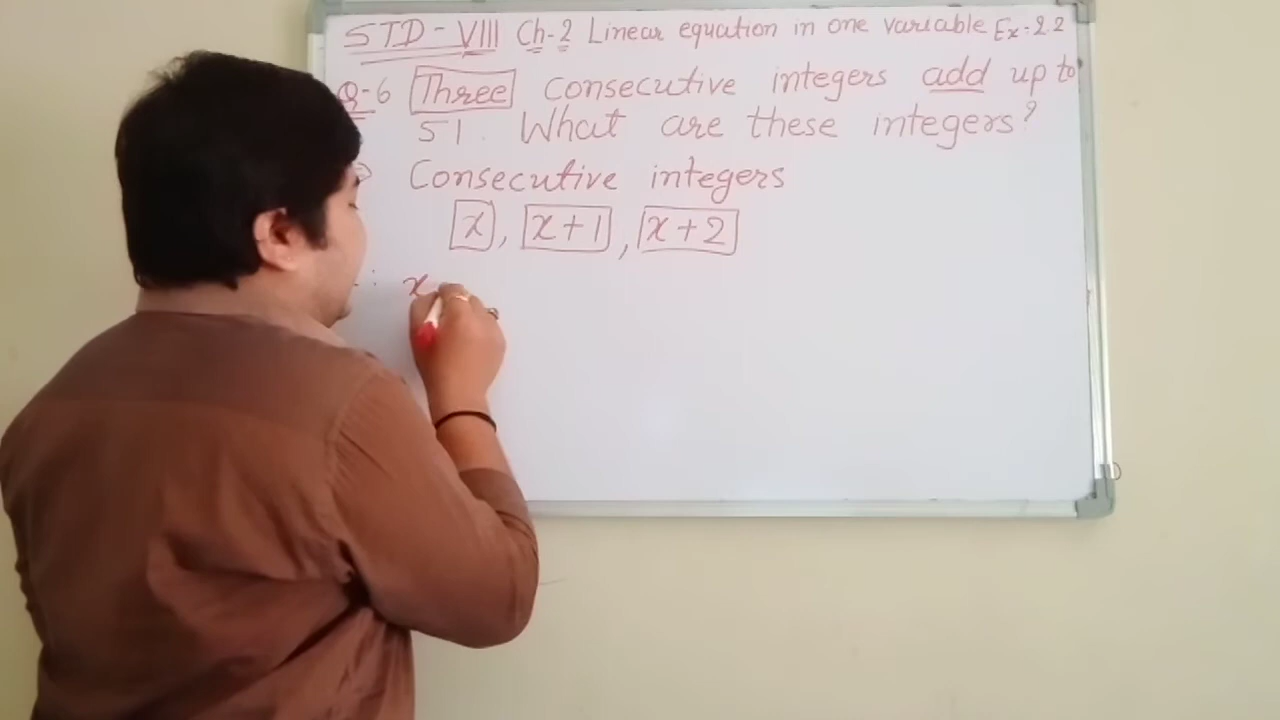 STD - VIII Ch-2 Linear equation in one variable Ex-2.2
Q-6 Three consecutive integers add up to
51. What are these integers?
Consecutive integers
x, x+1, x+2
∴ x